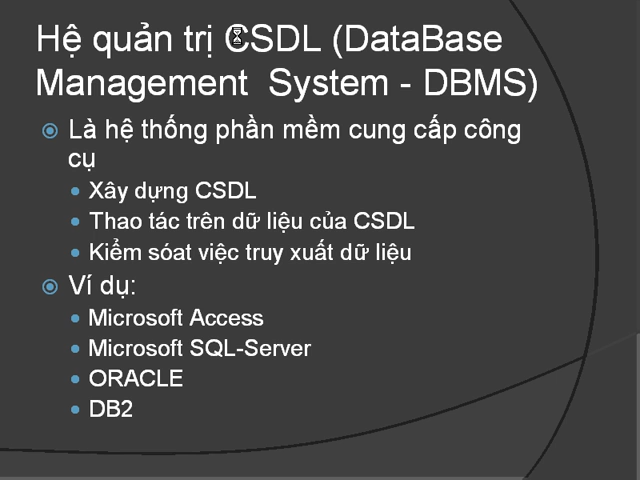 Hệ quản trị CSDL (DataBase
Management System - DBMS)
Là hệ thống phần mềm cung cấp công
cụ
Xây dựng CSDL
Thao tác trên dữ liệu của CSDL
Kiểm sóat việc truy xuất dữ liệu
Ví dụ:
Microsoft Access
Microsoft SQL-Server
ORACLE
DB2